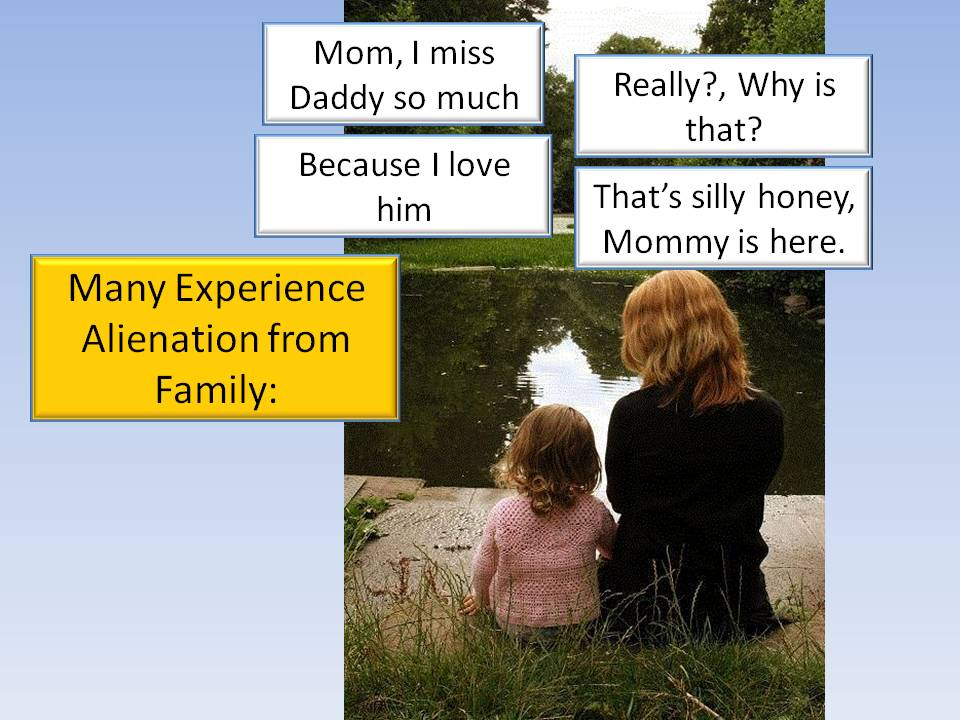 Mom, I miss
Daddy so much
Really?, Why is
that?
Because I love
him
That’s silly honey,
Mommy is here.
Many Experience
Alienation from
Family: